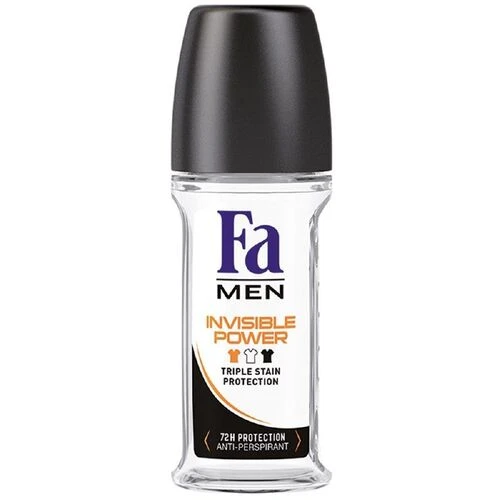 Fa
MEN
INVISIBLE
POWER
TRIPLE STAIN
PROTECTION
72H PROTECTION
ANTI-PERSPIRANT